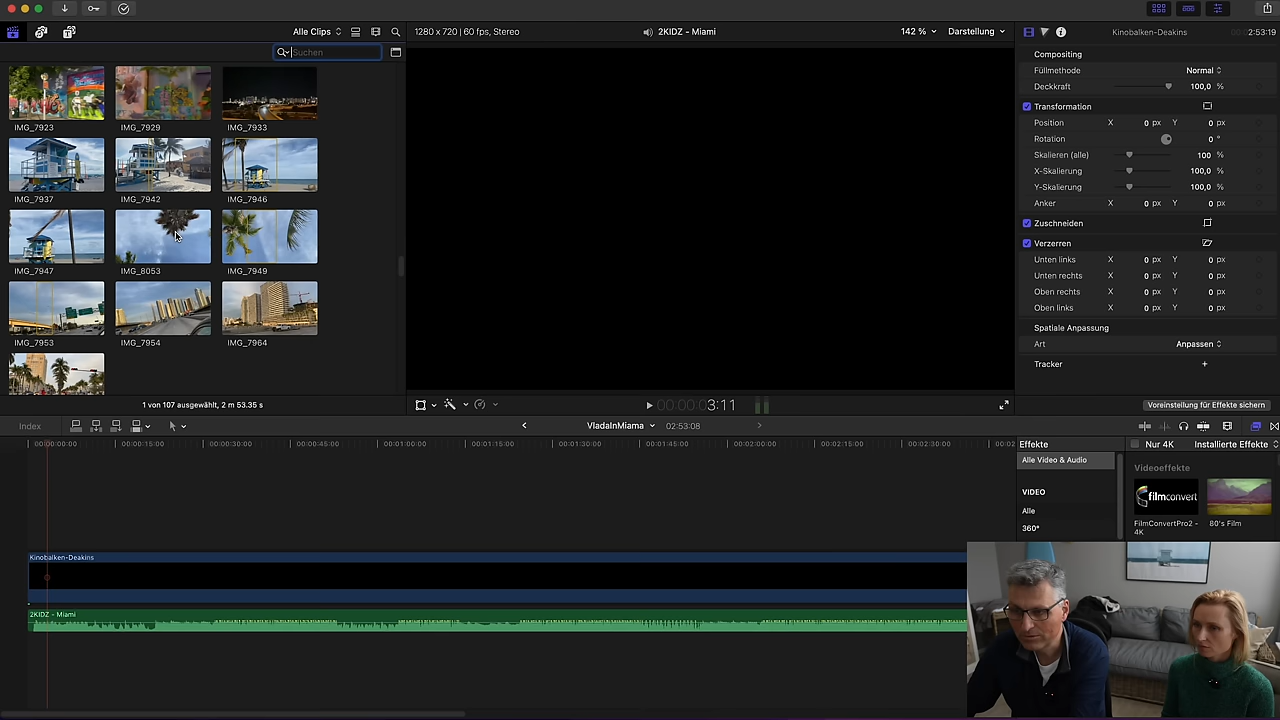 Alle Clips
1280 x 720 | 60 fps, Stereo
2KIDZ - Miami
142 %
Darstellung
Kinobalken-Deakins
2:53:19
Suchen
IMG_7923
IMG_7929
IMG_7933
IMG_7937
IMG_7942
IMG_7946
IMG_7947
IMG_8053
IMG_7949
IMG_7953
IMG_7954
IMG_7964
1 von 107 ausgewählt, 2 m 53.35 s
00:00:00:03:11
Compositing
Füllmethode Normal
Deckkraft 100,0 %
Transformation
Position X 0 px Y 0 px
Rotation 0 °
Skalieren (alle) 100 %
X-Skalierung 100,0 %
Y-Skalierung 100,0 %
Anker X 0 px Y 0 px
Zuschneiden
Verzerren
Unten links X 0 px Y 0 px
Unten rechts X 0 px Y 0 px
Oben rechts X 0 px Y 0 px
Oben links X 0 px Y 0 px
Spatiale Anpassung
Art Anpassen
Tracker +
Voreinstellung für Effekte sichern
Index
VladaInMiama
02:53:08
00:00:00:00 00:00:15:00 00:00:30:00 00:00:45:00 00:01:00:00 00:01:15:00 00:01:30:00 00:01:45:00 00:02:00:00 00:02:15:00 00:02:30:00 00:02
Kinobalken-Deakins
2KIDZ - Miami
Effekte
Nur 4K
Installierte Effekte
Alle Video & Audio
VIDEO
Alle
360°
Videoeffekte
filmconvert
FilmConvertPro2 - 4K
80's Film